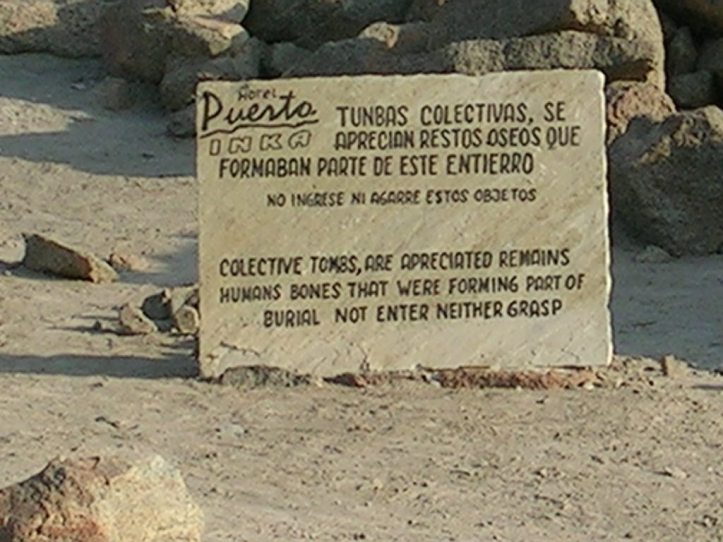 Hotel
Puerto
INKA
TUNBAS COLECTIVAS, SE
APRECIAN RESTOS OSEOS QUE
FORMABAN PARTE DE ESTE ENTIERRO
NO INGRESE NI AGARRE ESTOS OBJETOS
COLECTIVE TOMBS, ARE APRECIATED REMAINS
HUMANS BONES THAT WERE FORMING PART OF
BURIAL NOT ENTER NEITHER GRASP